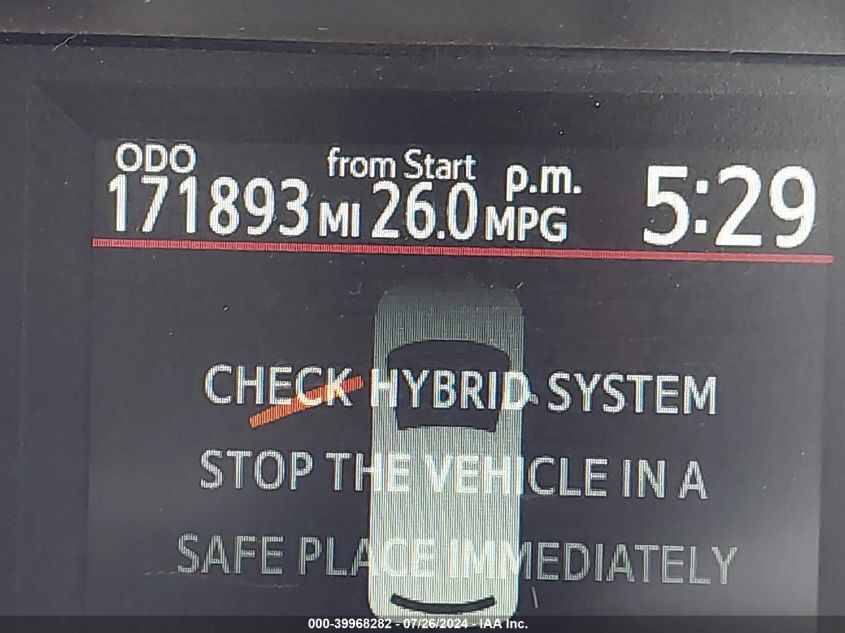 ODO from Start p.m. 5:29
171893 MI 26.0 MPG
CHECK HYBRID SYSTEM
STOP THE VEHICLE IN A
SAFE PLACE IMMEDIATELY
000-39968282 - 07/26/2024 - IAA Inc.